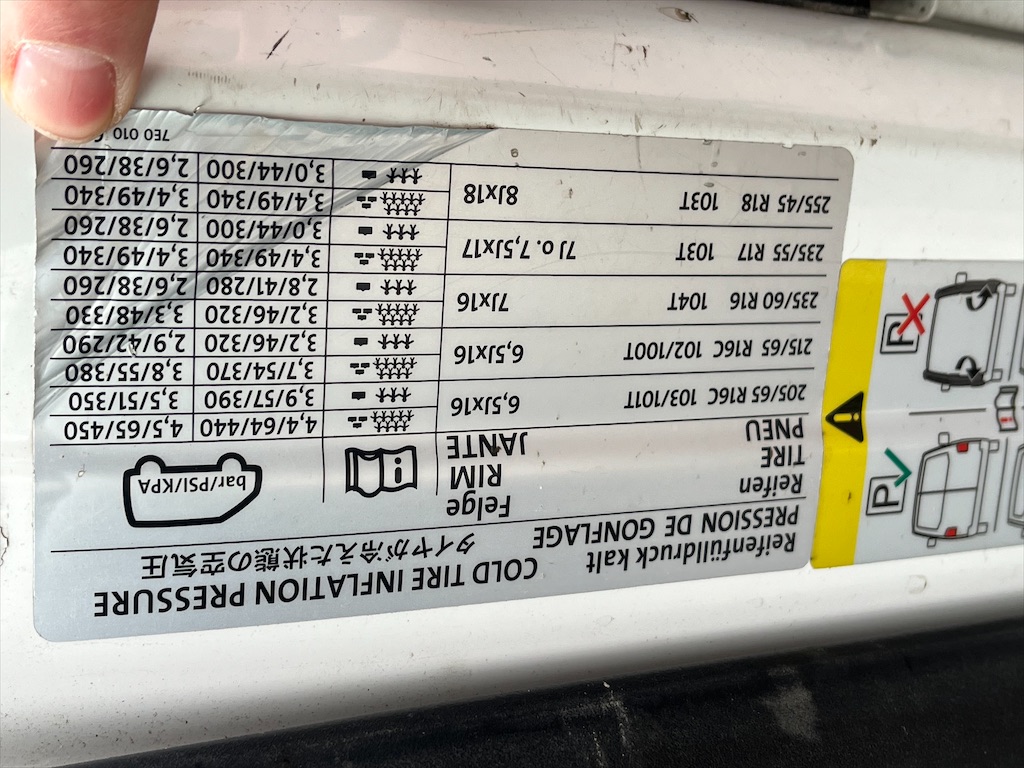 Reifenfülldruck kalt COLD TIRE INFLATION PRESSURE
PRESSION DE GONFLAGE タイヤが冷えた状態の空気圧
Reifen Felge
TIRE RIM
PNEU JANTE
bar/PSI/KPA
205/65 R16C 103/101T 6,5Jx16 4,4/64/440 4,5/65/450
3,9/57/390 3,5/51/350
215/65 R16C 102/100T 6,5Jx16 3,7/54/370 3,8/55/380
3,2/46/320 2,9/42/290
235/60 R16 104T 7Jx16 3,2/46/320 3,3/48/330
2,8/41/280 2,6/38/260
235/55 R17 103T 7J o. 7,5Jx17 3,4/49/340 3,4/49/340
3,0/44/300 2,6/38/260
255/45 R18 103T 8Jx18 3,4/49/340 3,4/49/340
3,0/44/300 2,6/38/260
7E0 010
P
P